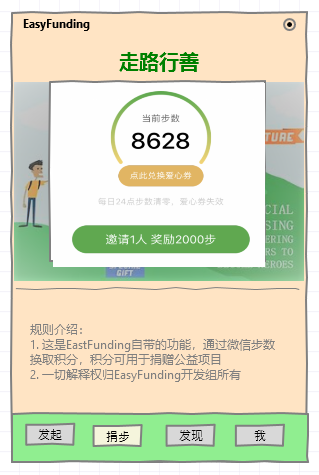 EasyFunding
走路行善
当前步数
8628
点此兑换爱心券
每日24点步数清零，爱心券失效
TURE
邀请1人 奖励2000步
CIAL
SING
ERING
ERS TO
HEROES
GIFT
规则介绍：
1. 这是EastFunding自带的功能，通过微信步数
换取积分，积分可用于捐赠公益项目
2. 一切解释权归EasyFunding开发组所有
发起
捐步
发现
我